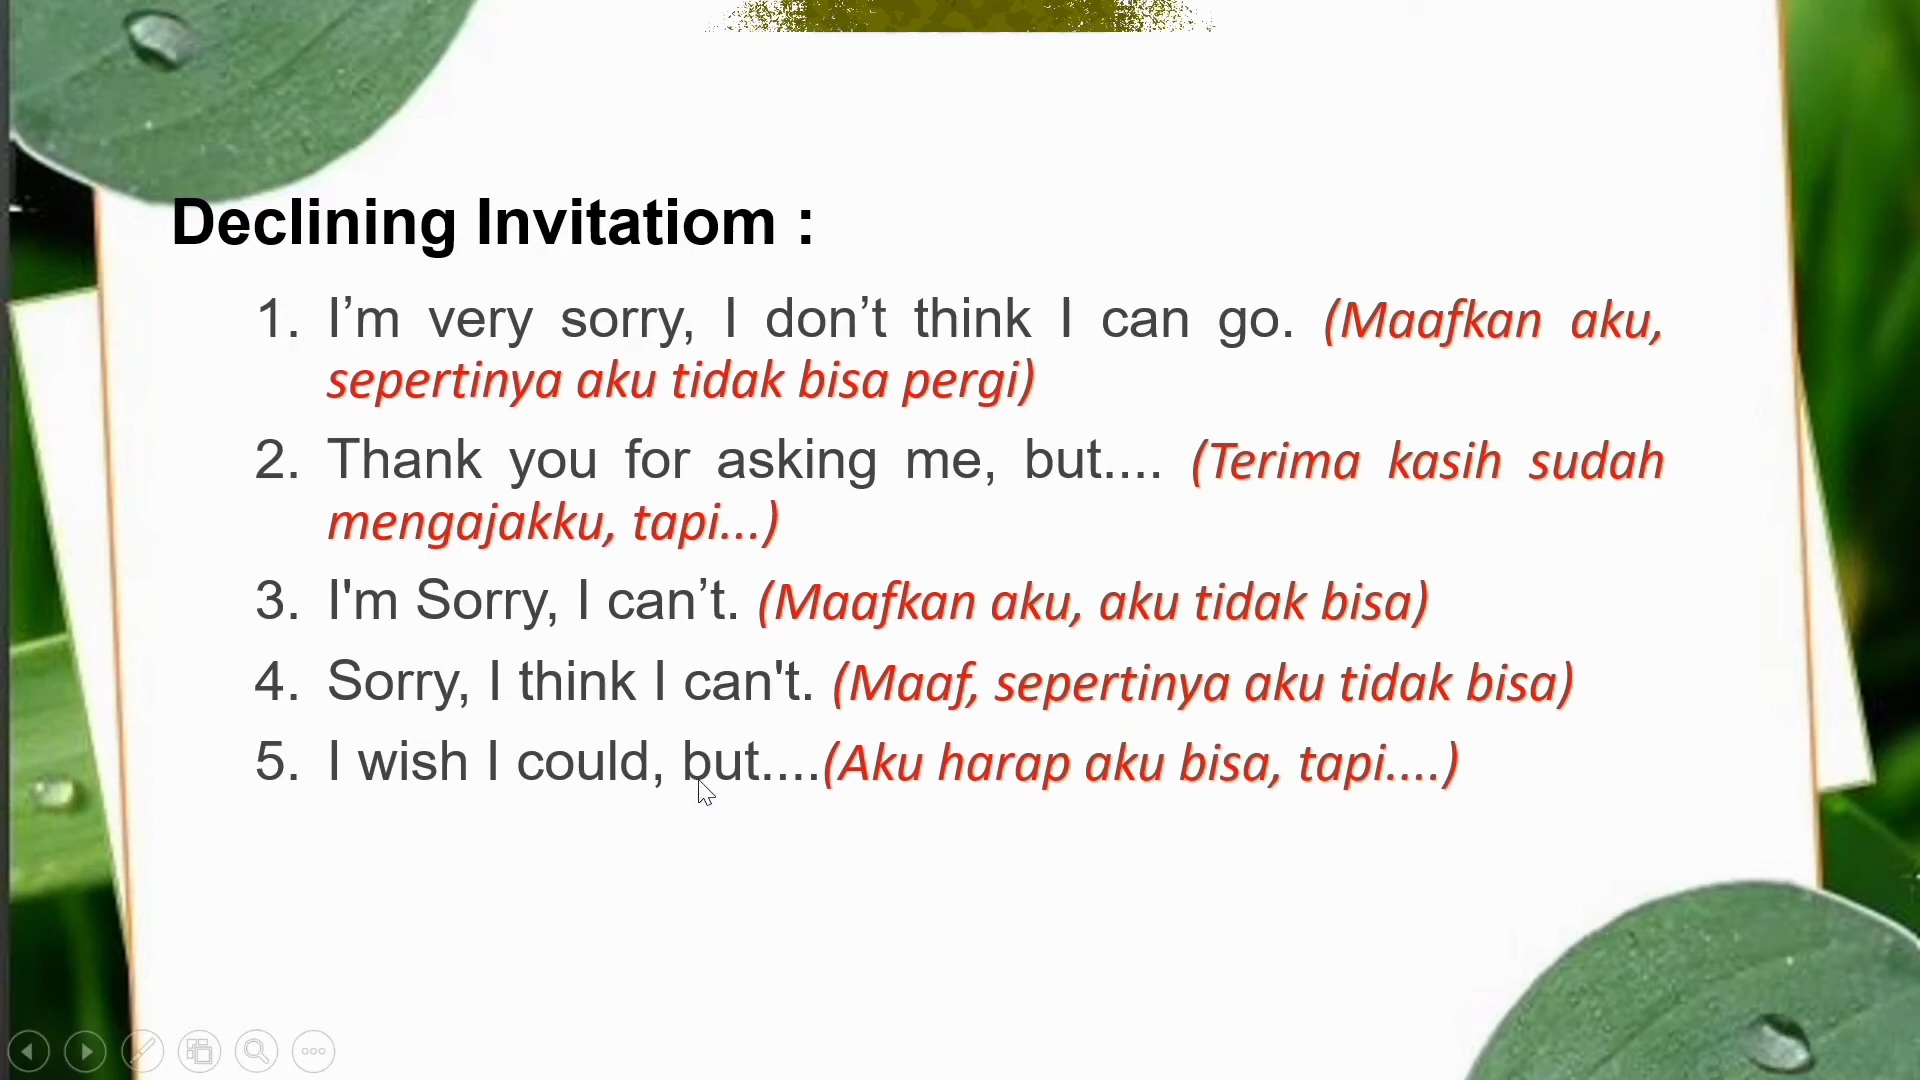 Declining Invitatiom :
1. I’m very sorry, I don’t think I can go. (Maafkan aku,
sepertinya aku tidak bisa pergi)
2. Thank you for asking me, but.... (Terima kasih sudah
mengajakku, tapi...)
3. I'm Sorry, I can’t. (Maafkan aku, aku tidak bisa)
4. Sorry, I think I can't. (Maaf, sepertinya aku tidak bisa)
5. I wish I could, but....(Aku harap aku bisa, tapi....)